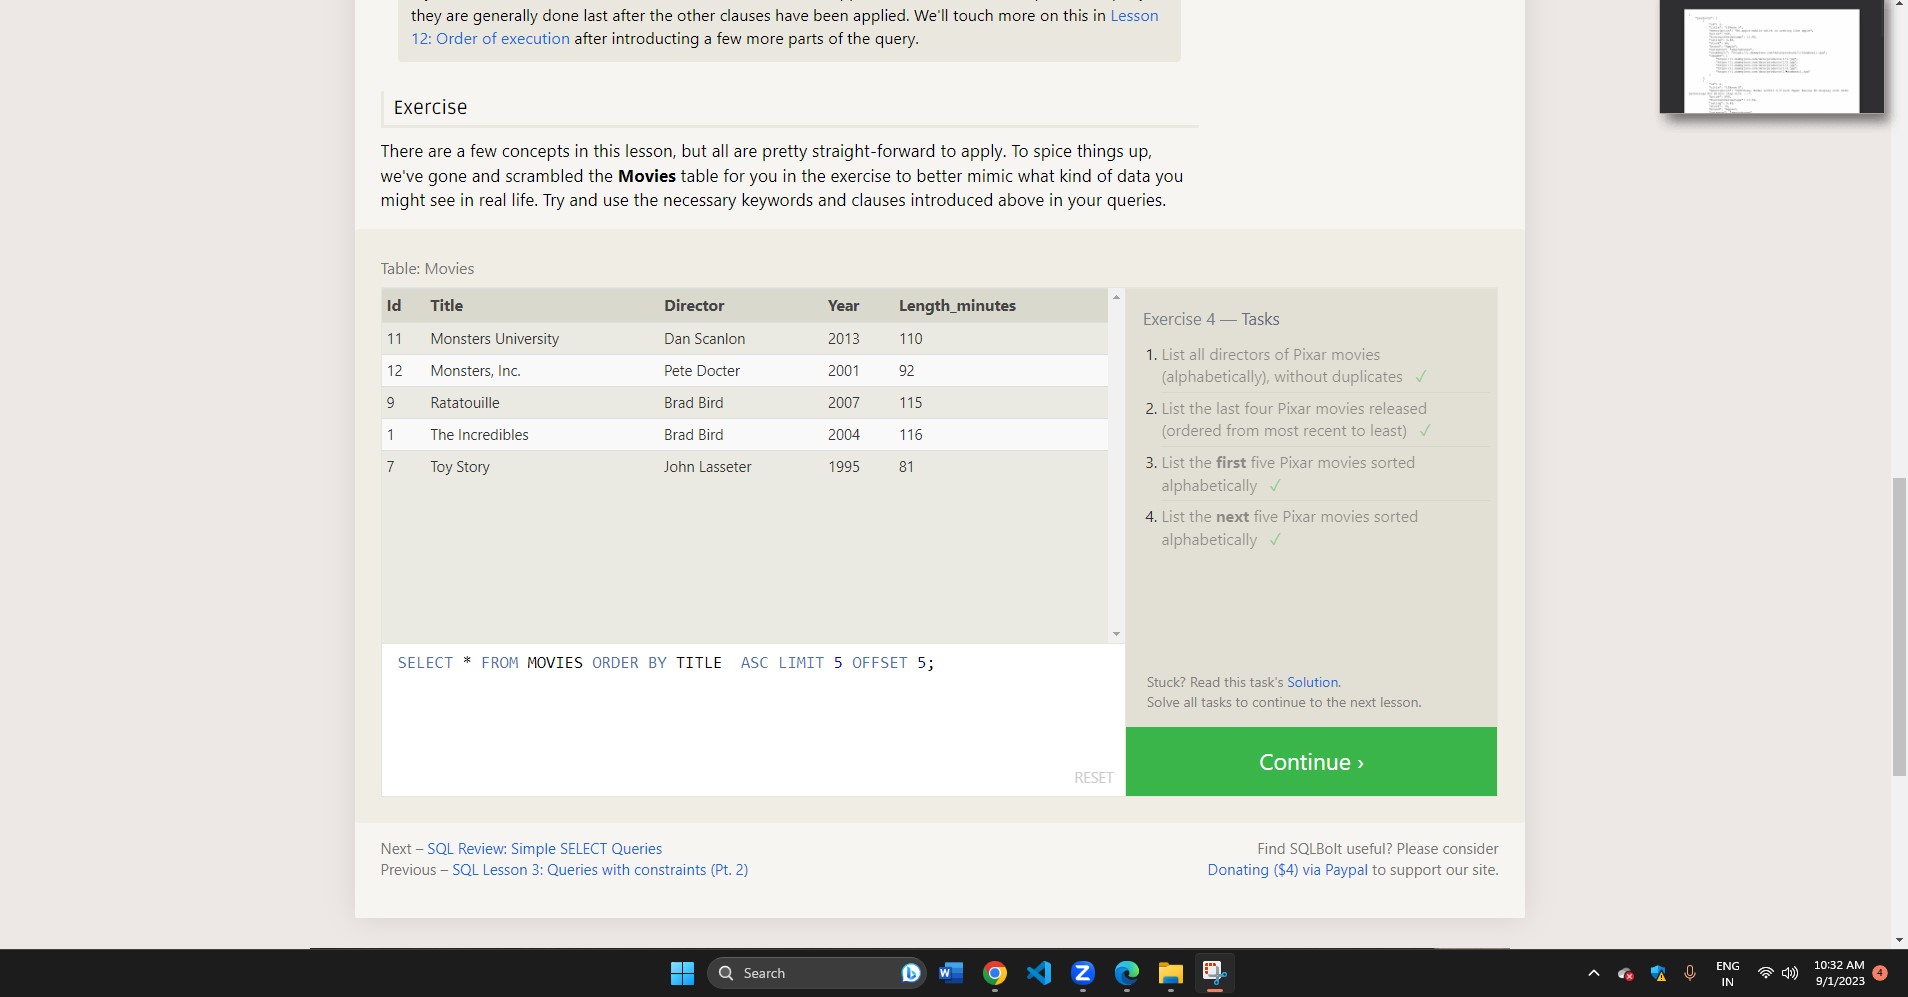 they are generally done last after the other clauses have been applied. We'll touch more on this in Lesson
12: Order of execution after introducting a few more parts of the query.
Exercise
There are a few concepts in this lesson, but all are pretty straight-forward to apply. To spice things up,
we've gone and scrambled the Movies table for you in the exercise to better mimic what kind of data you
might see in real life. Try and use the necessary keywords and clauses introduced above in your queries.
Table: Movies
Id Title Director Year Length_minutes
11 Monsters University Dan Scanlon 2013 110
12 Monsters, Inc. Pete Docter 2001 92
9 Ratatouille Brad Bird 2007 115
1 The Incredibles Brad Bird 2004 116
7 Toy Story John Lasseter 1995 81
SELECT * FROM MOVIES ORDER BY TITLE  ASC LIMIT 5 OFFSET 5;
RESET
Exercise 4 — Tasks
1. List all directors of Pixar movies
(alphabetically), without duplicates ✓
2. List the last four Pixar movies released
(ordered from most recent to least) ✓
3. List the first five Pixar movies sorted
alphabetically ✓
4. List the next five Pixar movies sorted
alphabetically ✓
Stuck? Read this task's Solution.
Solve all tasks to continue to the next lesson.
Continue ›
Next – SQL Review: Simple SELECT Queries
Previous – SQL Lesson 3: Queries with constraints (Pt. 2)
Find SQLBolt useful? Please consider
Donating ($4) via Paypal to support our site.
Search
ENG
IN
10:32 AM
9/1/2023
4